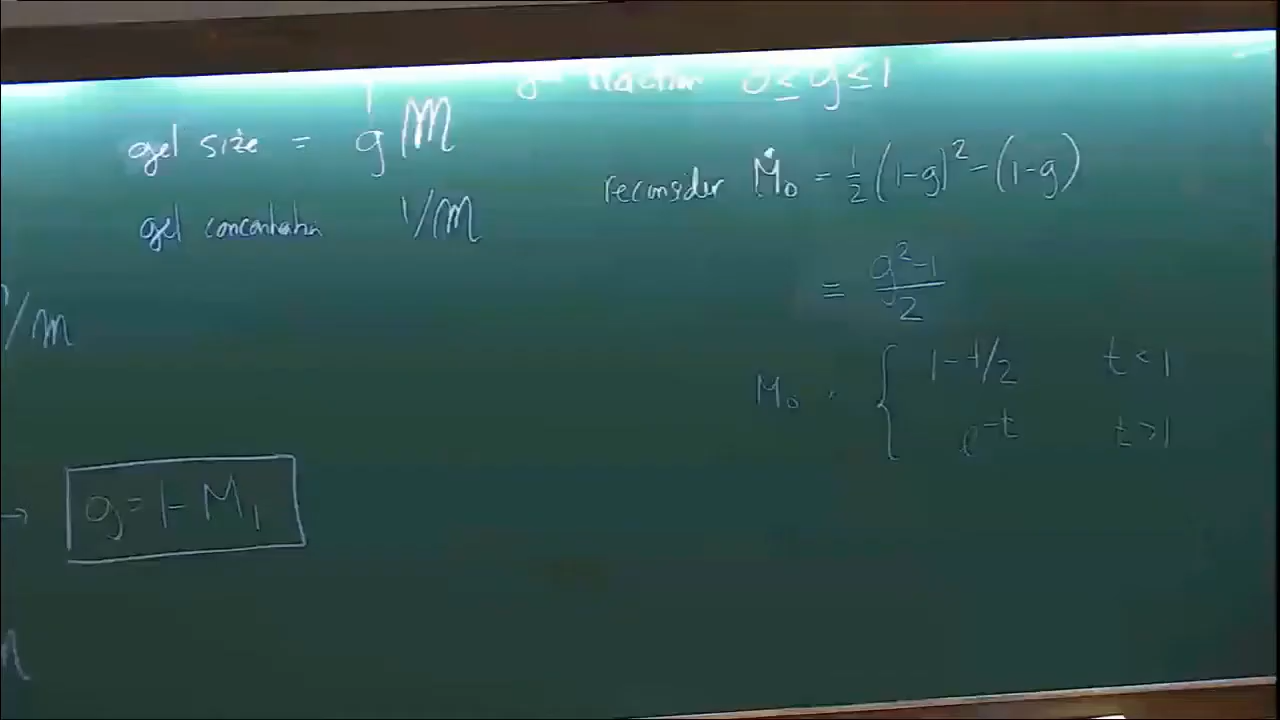 fraction 0 ≤ g ≤ 1
gel size = g M
gel concentration 1/M
/M
→ g = 1 - M₁
reconsider Ṁ₀ = ½ (1-g)² - (1-g)
= (g²-1)/2
M₀ = { 1 - t/2 t < 1
e^{-t} t > 1